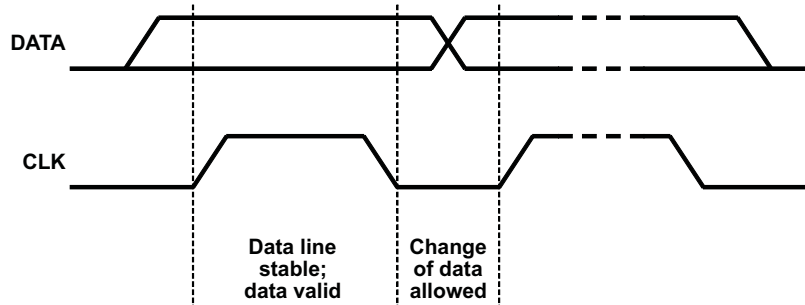 DATA
CLK
Data line
stable;
data valid
Change
of data
allowed